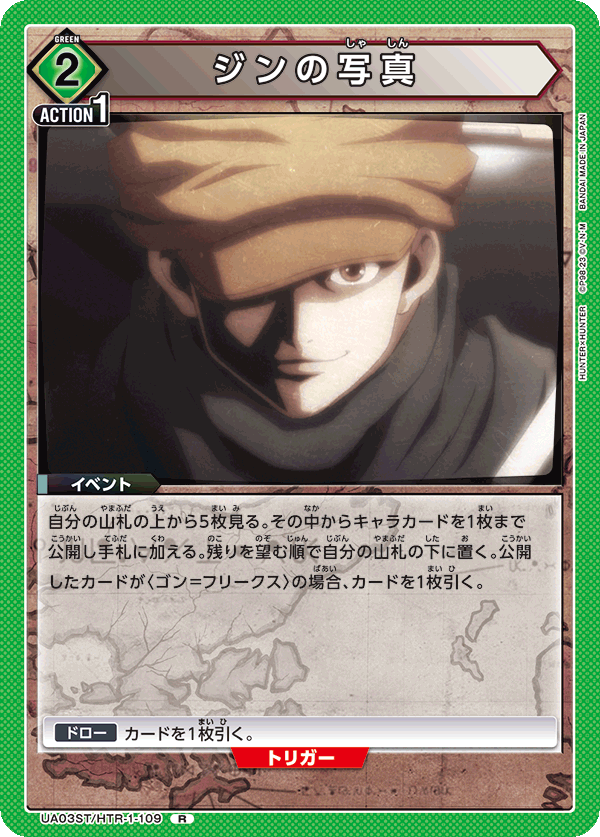 GREEN
2
ACTION 1
ジンの写真
しゃ しん
イベント
自分の山札の上から5枚見る。その中からキャラカードを1枚まで
公開し手札に加える。残りを望む順で自分の山札の下に置く。公開
したカードが〈ゴン=フリークス〉の場合、カードを1枚引く。
ドロー カードを1枚引く。
トリガー
UA03ST/HTR-1-109 R
HUNTER×HUNTER ©P98-23 ©V・N・M BANDAI MADE IN JAPAN